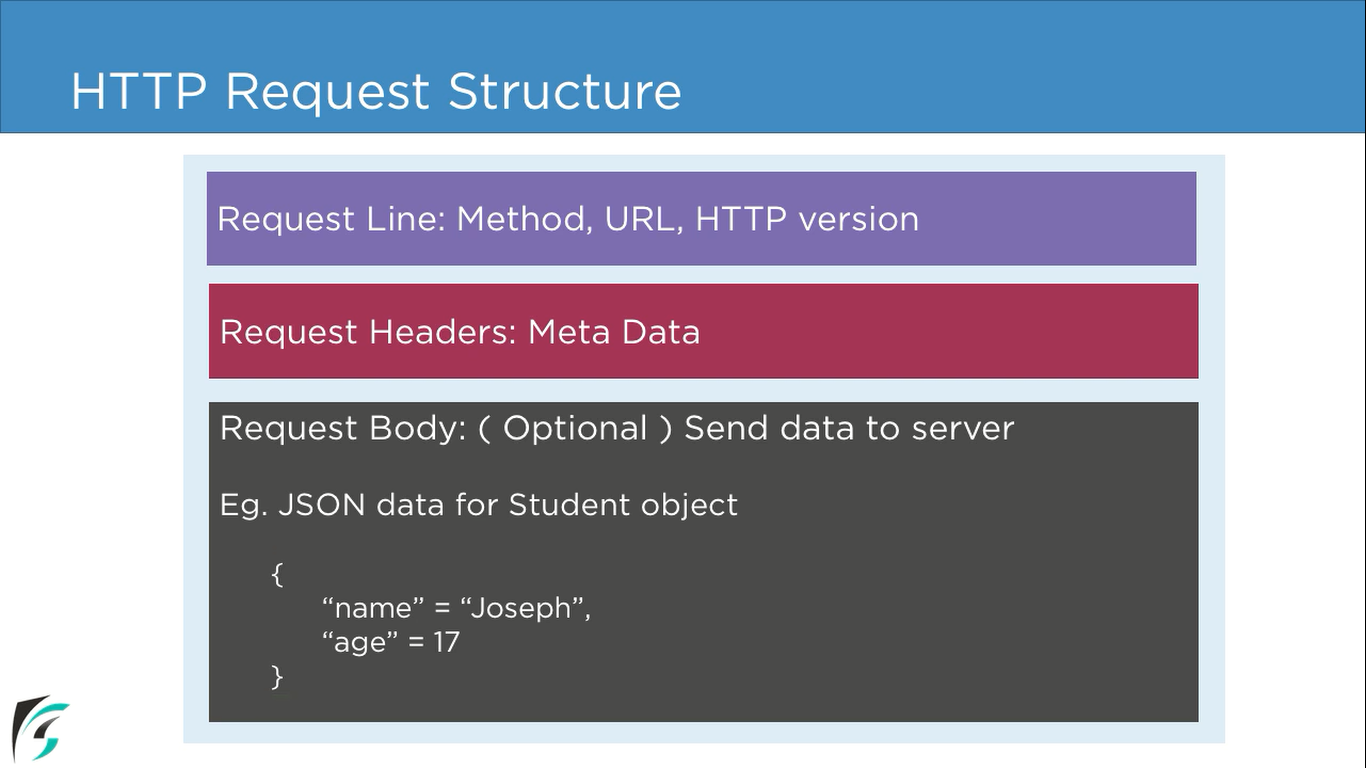 HTTP Request Structure
Request Line: Method, URL, HTTP version
Request Headers: Meta Data
Request Body: ( Optional ) Send data to server
Eg. JSON data for Student object
{
“name” = “Joseph”,
“age” = 17
}